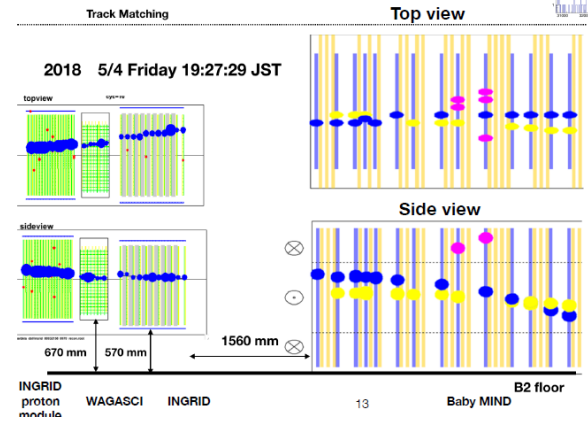 Track Matching
Top view
2018 5/4 Friday 19:27:29 JST
topview
Side view
sideview
1560 mm
670 mm
570 mm
INGRID
proton
module
WAGASCI
INGRID
13
Baby MIND
B2 floor